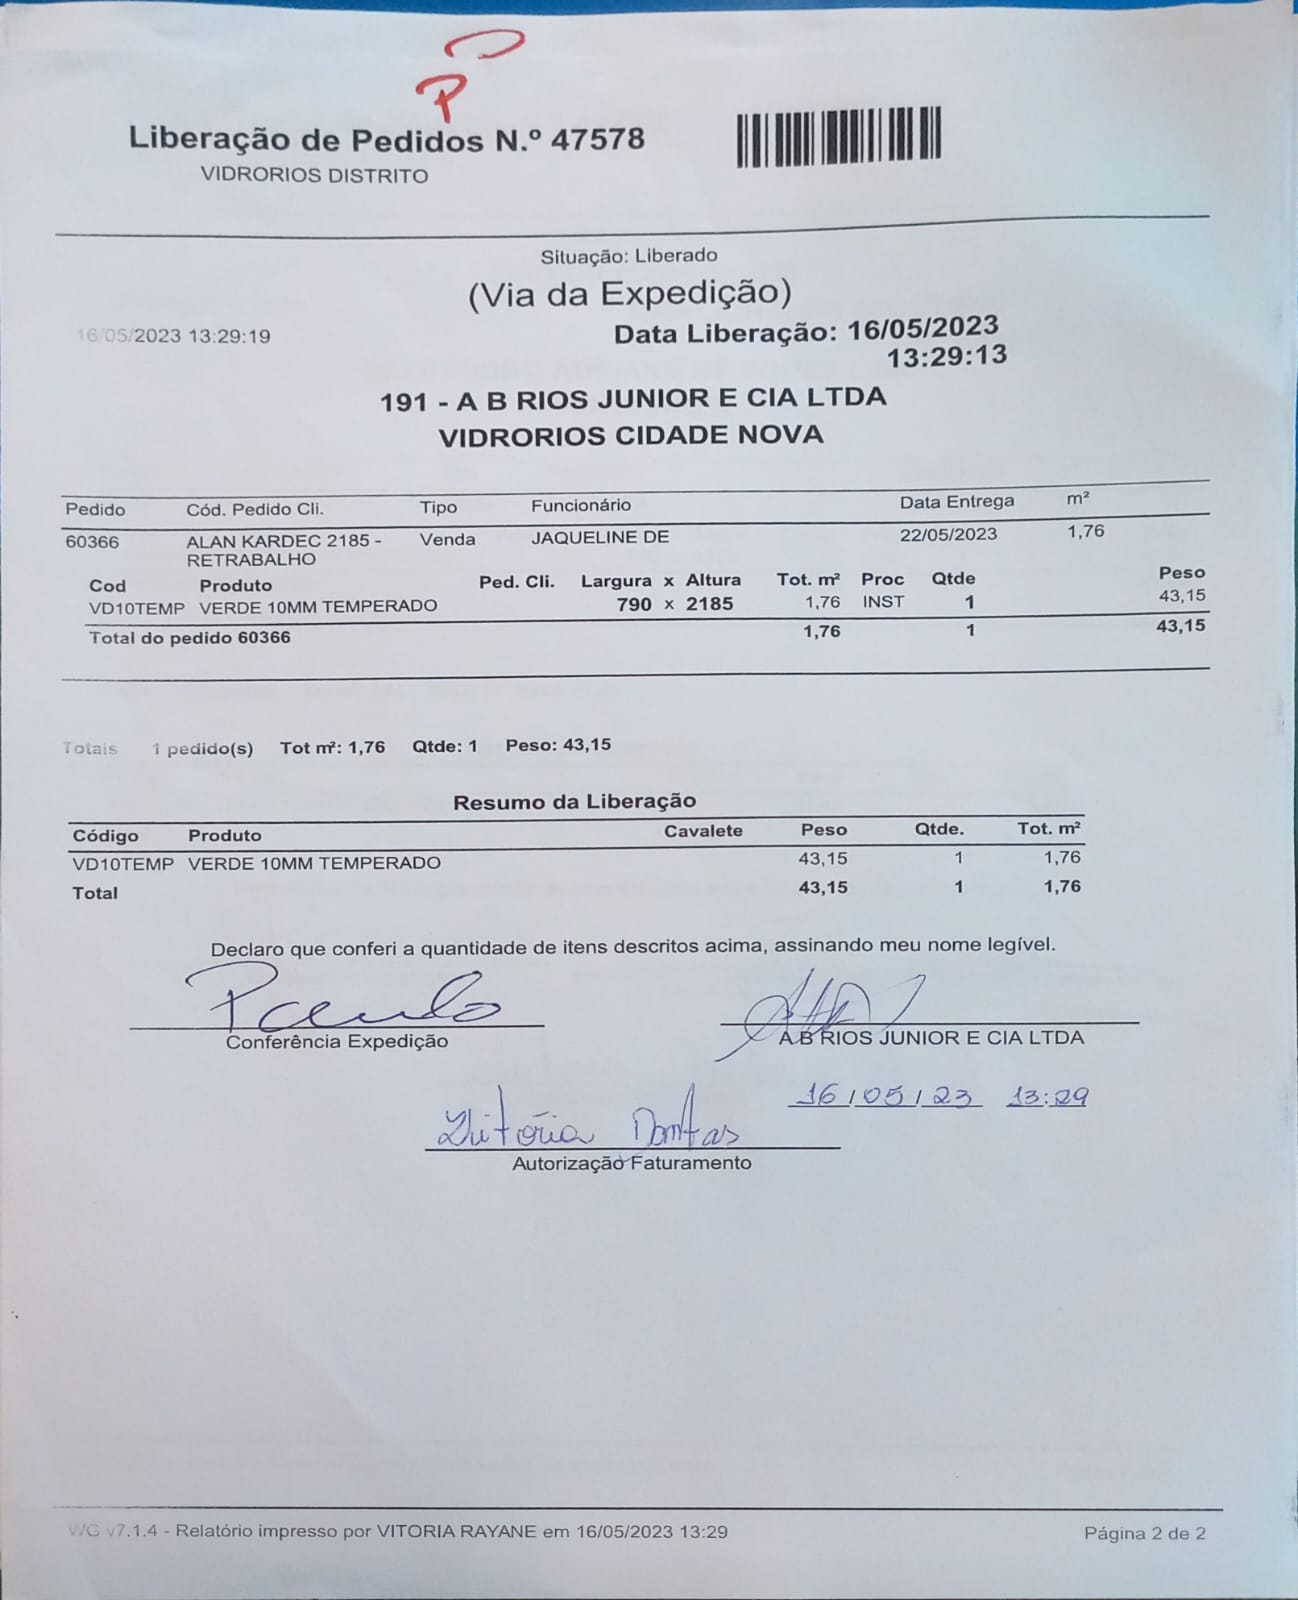 P
Liberação de Pedidos N.º 47578
VIDRORIOS DISTRITO
Situação: Liberado
(Via da Expedição)
16/05/2023 13:29:19
Data Liberação: 16/05/2023
13:29:13
191 - A B RIOS JUNIOR E CIA LTDA
VIDRORIOS CIDADE NOVA
Pedido Cód. Pedido Cli. Tipo Funcionário Data Entrega m²
60366 ALAN KARDEC 2185 - Venda JAQUELINE DE 22/05/2023 1,76
RETRABALHO
Cod Produto Ped. Cli. Largura x Altura Tot. m² Proc Qtde Peso
VD10TEMP VERDE 10MM TEMPERADO 790 x 2185 1,76 INST 1 43,15
Total do pedido 60366 1,76 1 43,15
Totais 1 pedido(s) Tot m²: 1,76 Qtde: 1 Peso: 43,15
Resumo da Liberação
Código Produto Cavalete Peso Qtde. Tot. m²
VD10TEMP VERDE 10MM TEMPERADO 43,15 1 1,76
Total 43,15 1 1,76
Declaro que conferi a quantidade de itens descritos acima, assinando meu nome legível.
Paulo
Conferência Expedição
A B RIOS JUNIOR E CIA LTDA
16/05/23 13:29
Vitória Dantas
Autorização Faturamento
WG v7.1.4 - Relatório impresso por VITORIA RAYANE em 16/05/2023 13:29
Página 2 de 2